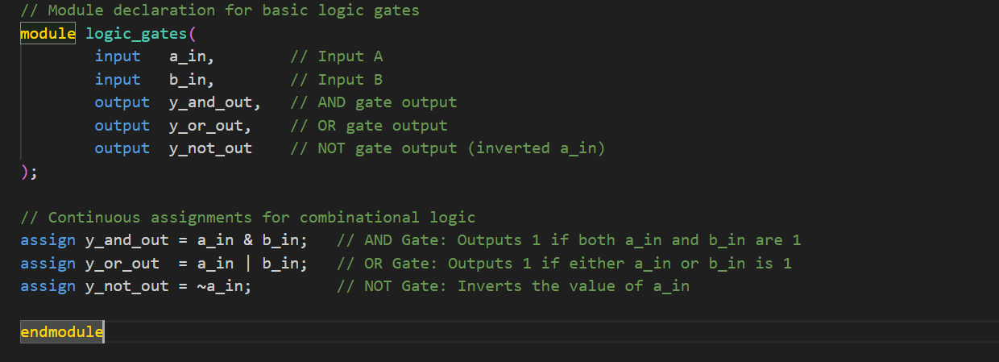 // Module declaration for basic logic gates
module logic_gates(
        input   a_in,        // Input A
        input   b_in,        // Input B
        output  y_and_out,   // AND gate output
        output  y_or_out,    // OR gate output
        output  y_not_out    // NOT gate output (inverted a_in)
);
// Continuous assignments for combinational logic
assign y_and_out = a_in & b_in;   // AND Gate: Outputs 1 if both a_in and b_in are 1
assign y_or_out  = a_in | b_in;   // OR Gate: Outputs 1 if either a_in or b_in is 1
assign y_not_out = ~a_in;         // NOT Gate: Inverts the value of a_in
endmodule